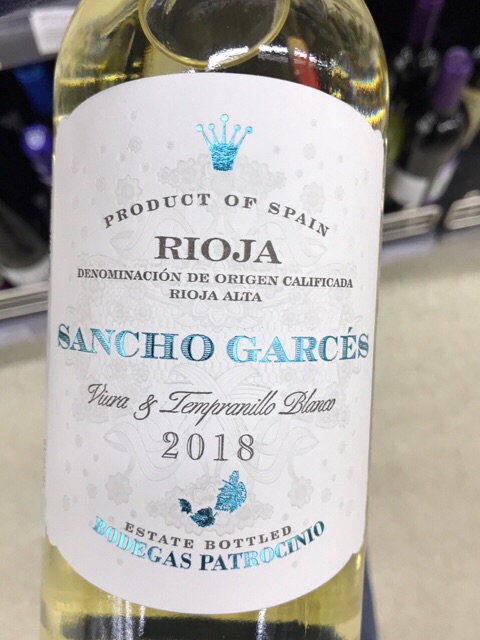 PRODUCT OF SPAIN
RIOJA
DENOMINACIÓN DE ORIGEN CALIFICADA
RIOJA ALTA
SANCHO GARCÉS
Viura & Tempranillo Blanco
2018
ESTATE BOTTLED
BODEGAS PATROCINIO